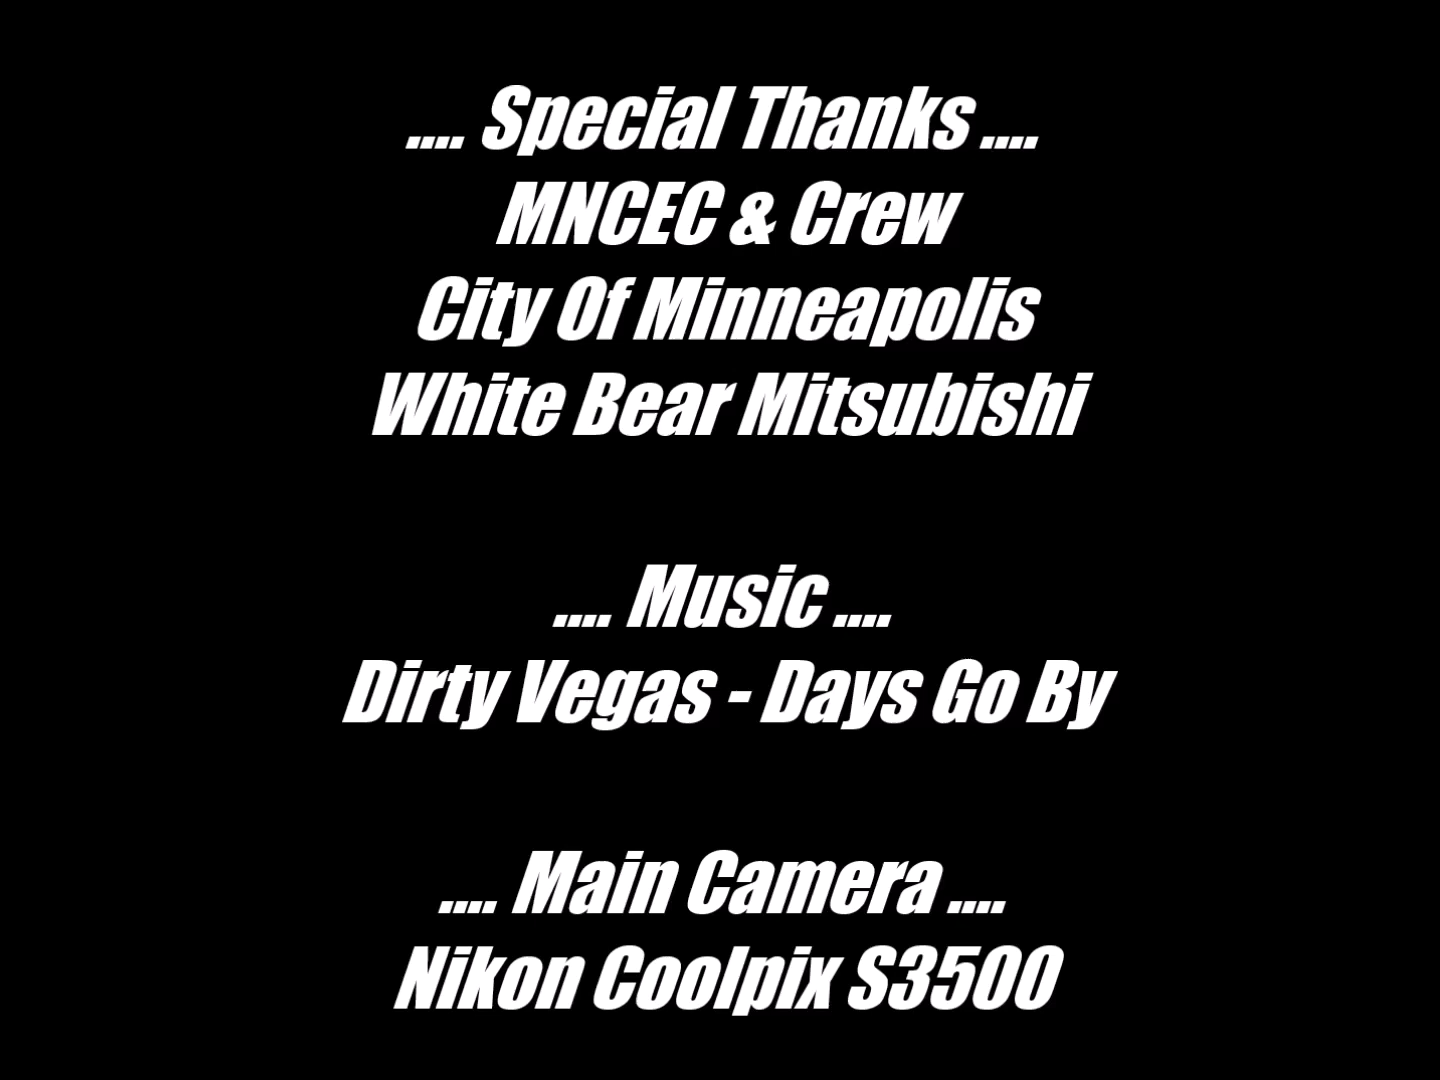 .... Special Thanks ....
MNCEC & Crew
City Of Minneapolis
White Bear Mitsubishi
.... Music ....
Dirty Vegas - Days Go By
.... Main Camera ....
Nikon Coolpix S3500